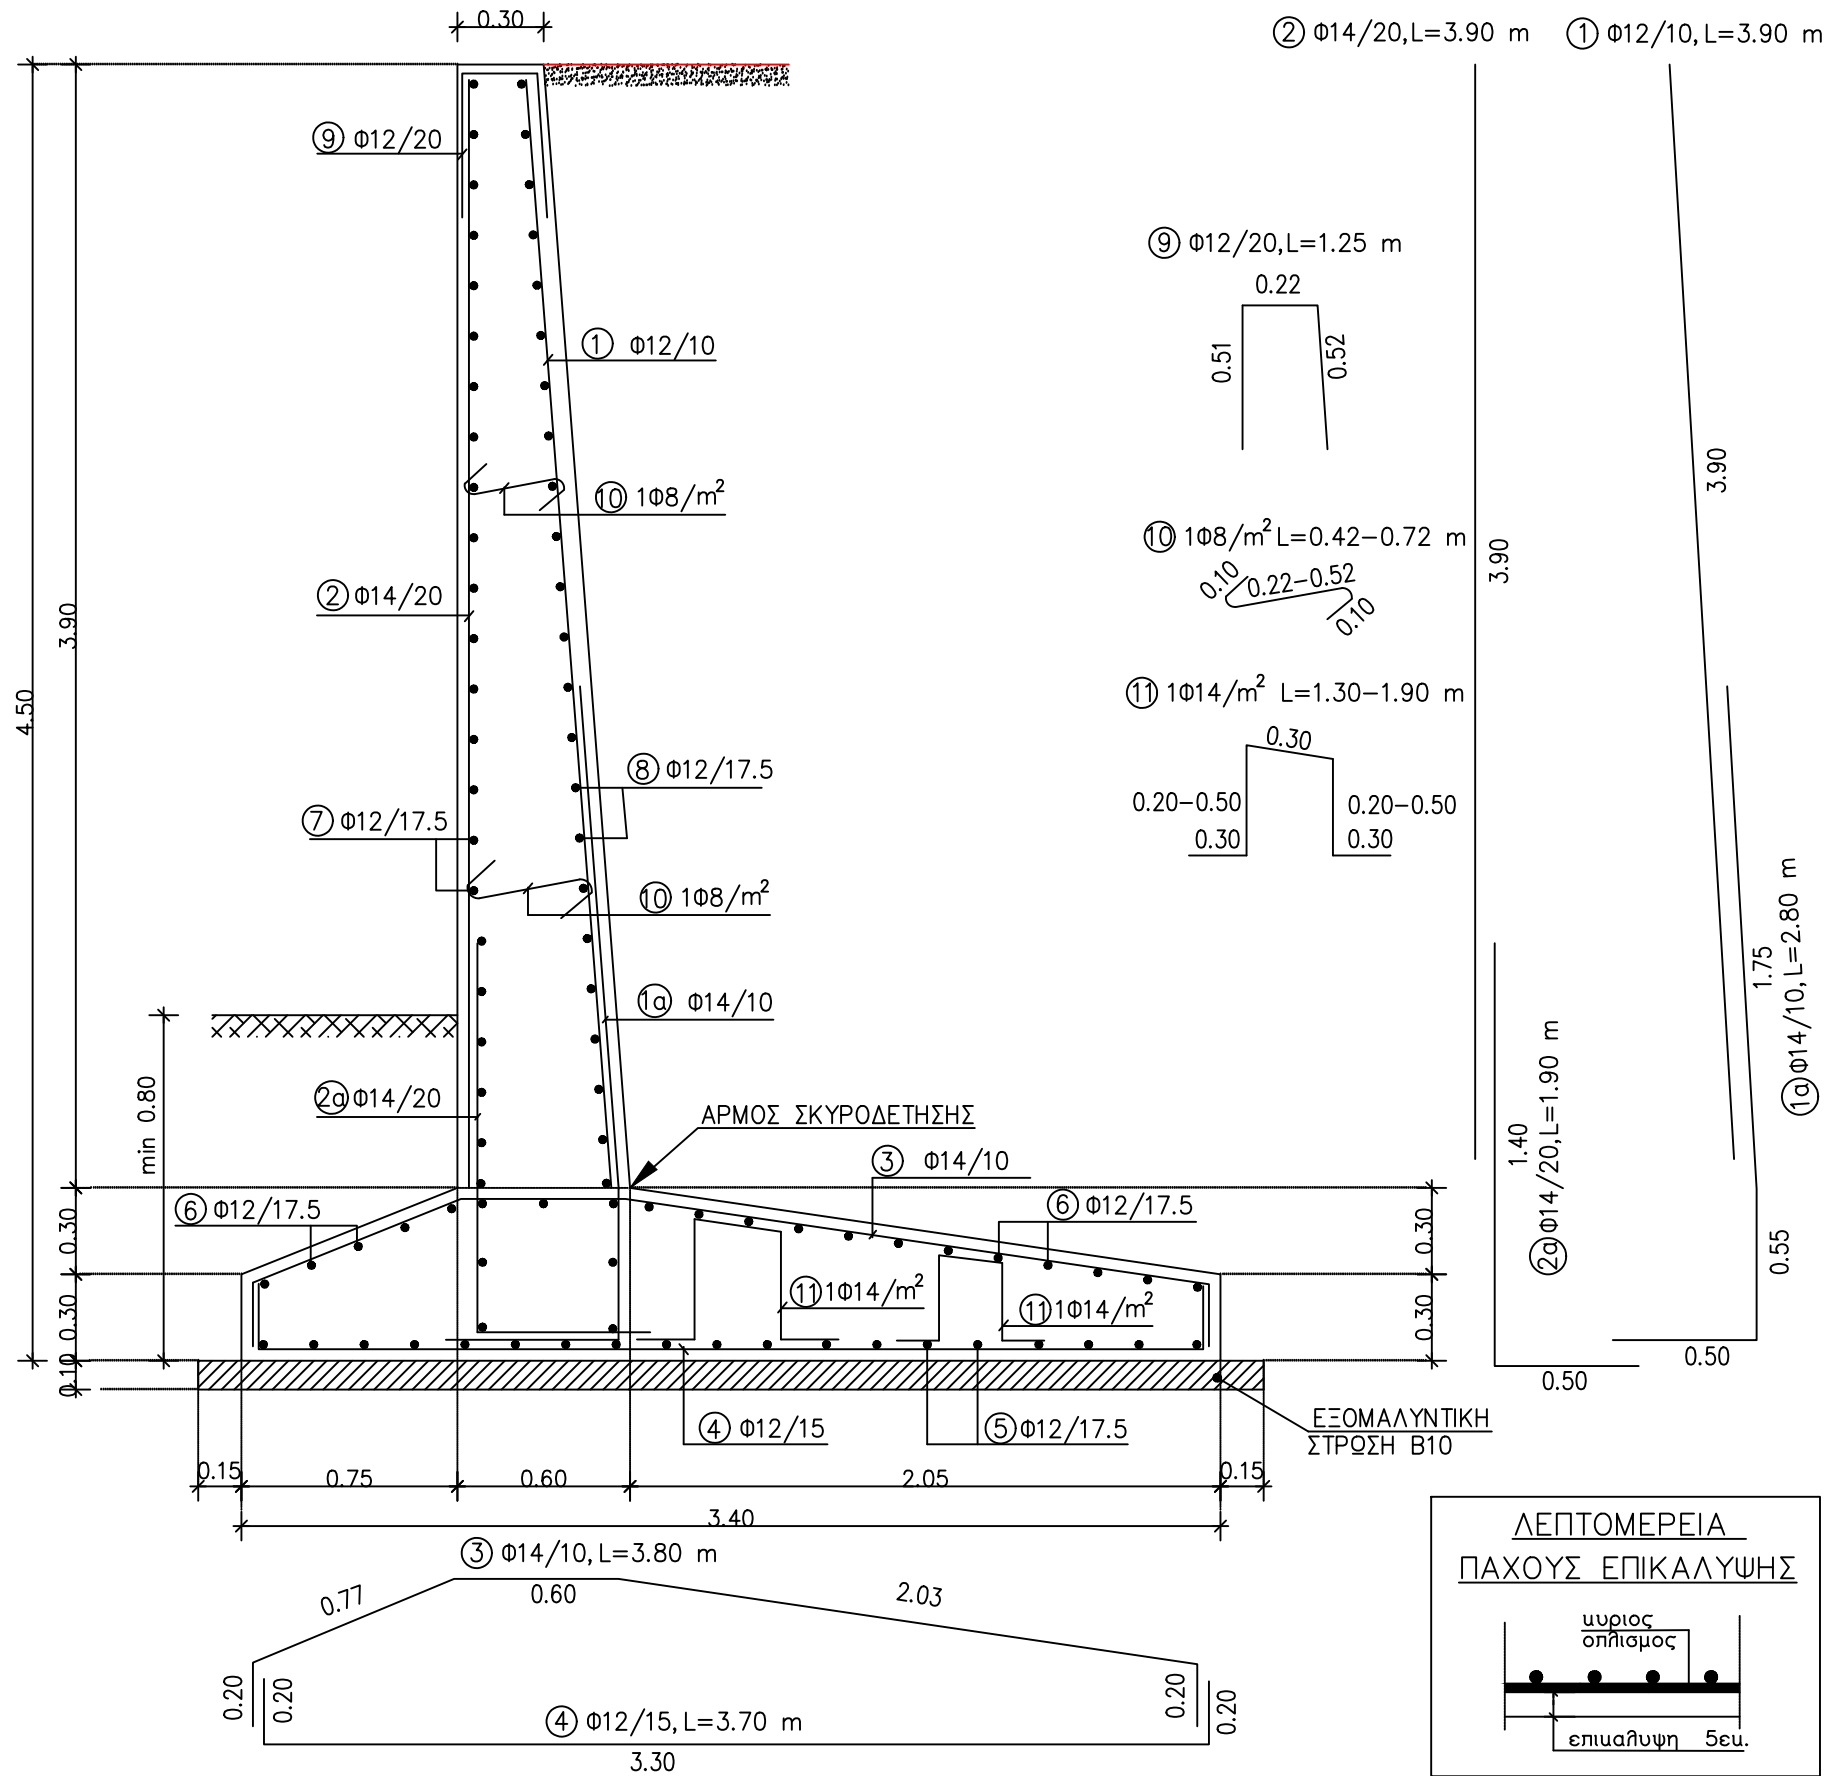 0.30
② Φ14/20,L=3.90 m
① Φ12/10,L=3.90 m
⑨ Φ12/20
⑨ Φ12/20,L=1.25 m
0.22
0.51
0.52
① Φ12/10
3.90
⑩ 1Φ8/m²
⑩ 1Φ8/m² L=0.42-0.72 m
0.10
0.22-0.52
0.10
3.90
② Φ14/20
3.90
4.50
⑪ 1Φ14/m² L=1.30-1.90 m
0.30
0.20-0.50
0.20-0.50
0.30
0.30
⑧ Φ12/17.5
⑦ Φ12/17.5
⑩ 1Φ8/m²
1α Φ14/10
1.75
1α Φ14/10,L=2.80 m
min 0.80
2α Φ14/20
ΑΡΜΟΣ ΣΚΥΡΟΔΕΤΗΣΗΣ
1.40
2α Φ14/20,L=1.90 m
③ Φ14/10
⑥ Φ12/17.5
⑥ Φ12/17.5
0.30
0.30
0.55
⑪ 1Φ14/m²
⑪ 1Φ14/m²
0.30
0.30
0.10
0.50
0.50
④ Φ12/15
⑤ Φ12/17.5
ΕΞΟΜΑΛΥΝΤΙΚΗ
ΣΤΡΩΣΗ Β10
0.15
0.75
0.60
2.05
0.15
3.40
③ Φ14/10,L=3.80 m
0.77
0.60
2.03
0.20
0.20
0.20
0.20
④ Φ12/15,L=3.70 m
3.30
ΛΕΠΤΟΜΕΡΕΙΑ
ΠΑΧΟΥΣ ΕΠΙΚΑΛΥΨΗΣ
κυριος
οπλισμος
επικαλυψη 5εκ.